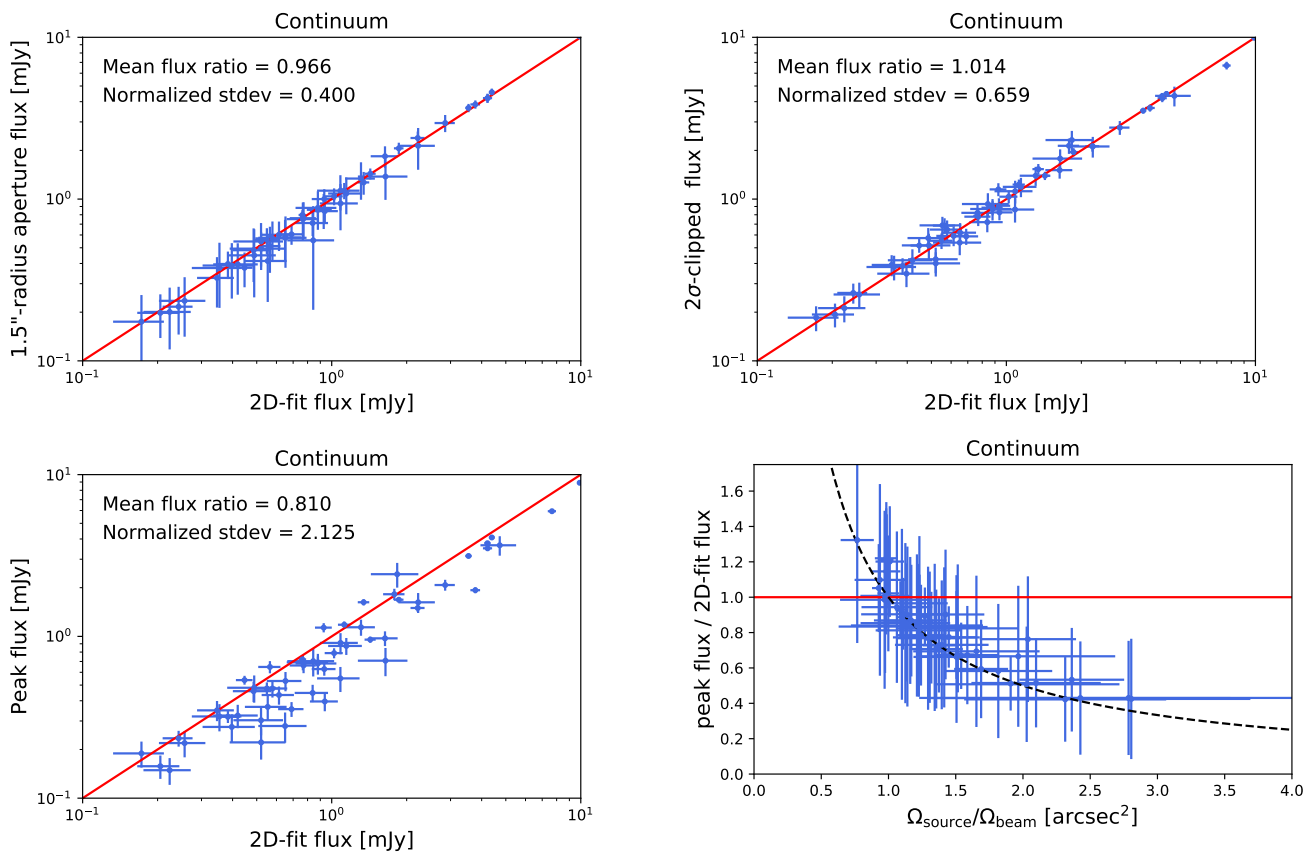 Continuum
Mean flux ratio = 0.966
Normalized stdev = 0.400
1.5"-radius aperture flux [mJy]
10¹
10⁰
10⁻¹
10⁻¹ 10⁰ 10¹
2D-fit flux [mJy]
Continuum
Mean flux ratio = 1.014
Normalized stdev = 0.659
2σ-clipped flux [mJy]
10¹
10⁰
10⁻¹
10⁻¹ 10⁰ 10¹
2D-fit flux [mJy]
Continuum
Mean flux ratio = 0.810
Normalized stdev = 2.125
Peak flux [mJy]
10¹
10⁰
10⁻¹
10⁻¹ 10⁰ 10¹
2D-fit flux [mJy]
Continuum
peak flux / 2D-fit flux
1.6
1.4
1.2
1.0
0.8
0.6
0.4
0.2
0.0
0.0 0.5 1.0 1.5 2.0 2.5 3.0 3.5 4.0
Ω_source/Ω_beam [arcsec²]